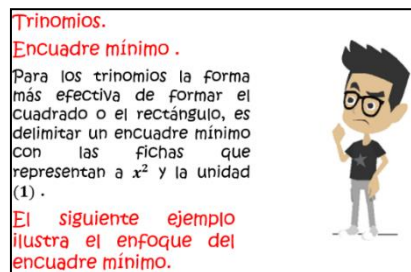 Trinomios.
Encuadre mínimo .
Para los trinomios la forma
más efectiva de formar el
cuadrado o el rectángulo, es
delimitar un encuadre mínimo
con las fichas que
representan a x² y la unidad
(1) .
El siguiente ejemplo
ilustra el enfoque del
encuadre mínimo.